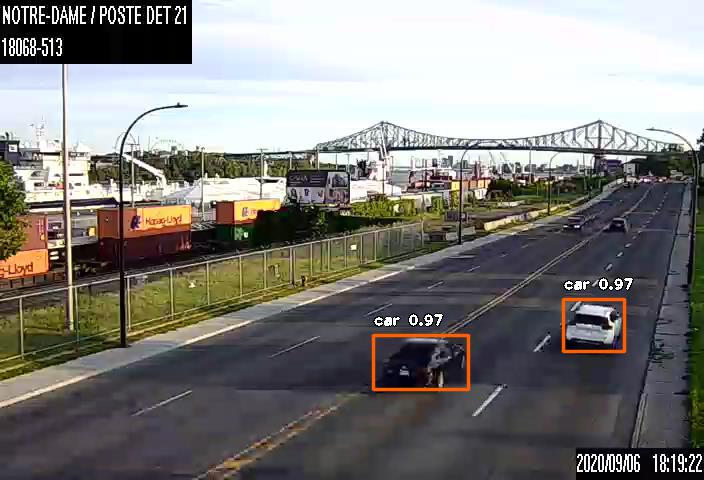 NOTRE-DAME / POSTE DET 21
18068-513
Hapag-Lloyd
Lloyd
car 0.97
car 0.97
2020/09/06 18:19:22